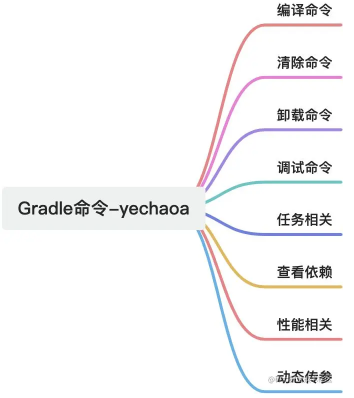 编译命令
清除命令
卸载命令
调试命令
Gradle命令-yechaoa
任务相关
查看依赖
性能相关
动态传参